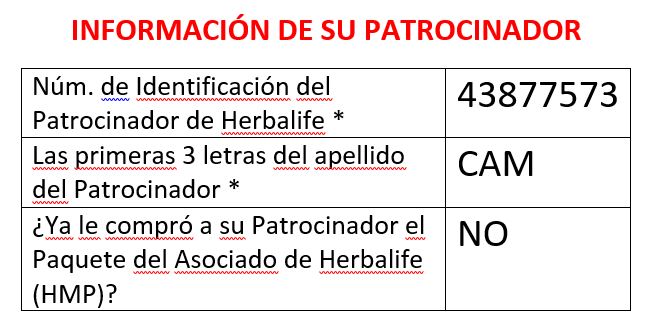 INFORMACIÓN DE SU PATROCINADOR
Núm. de Identificación del
Patrocinador de Herbalife *
43877573
Las primeras 3 letras del apellido
del Patrocinador *
CAM
¿Ya le compró a su Patrocinador el
Paquete del Asociado de Herbalife
(HMP)?
NO